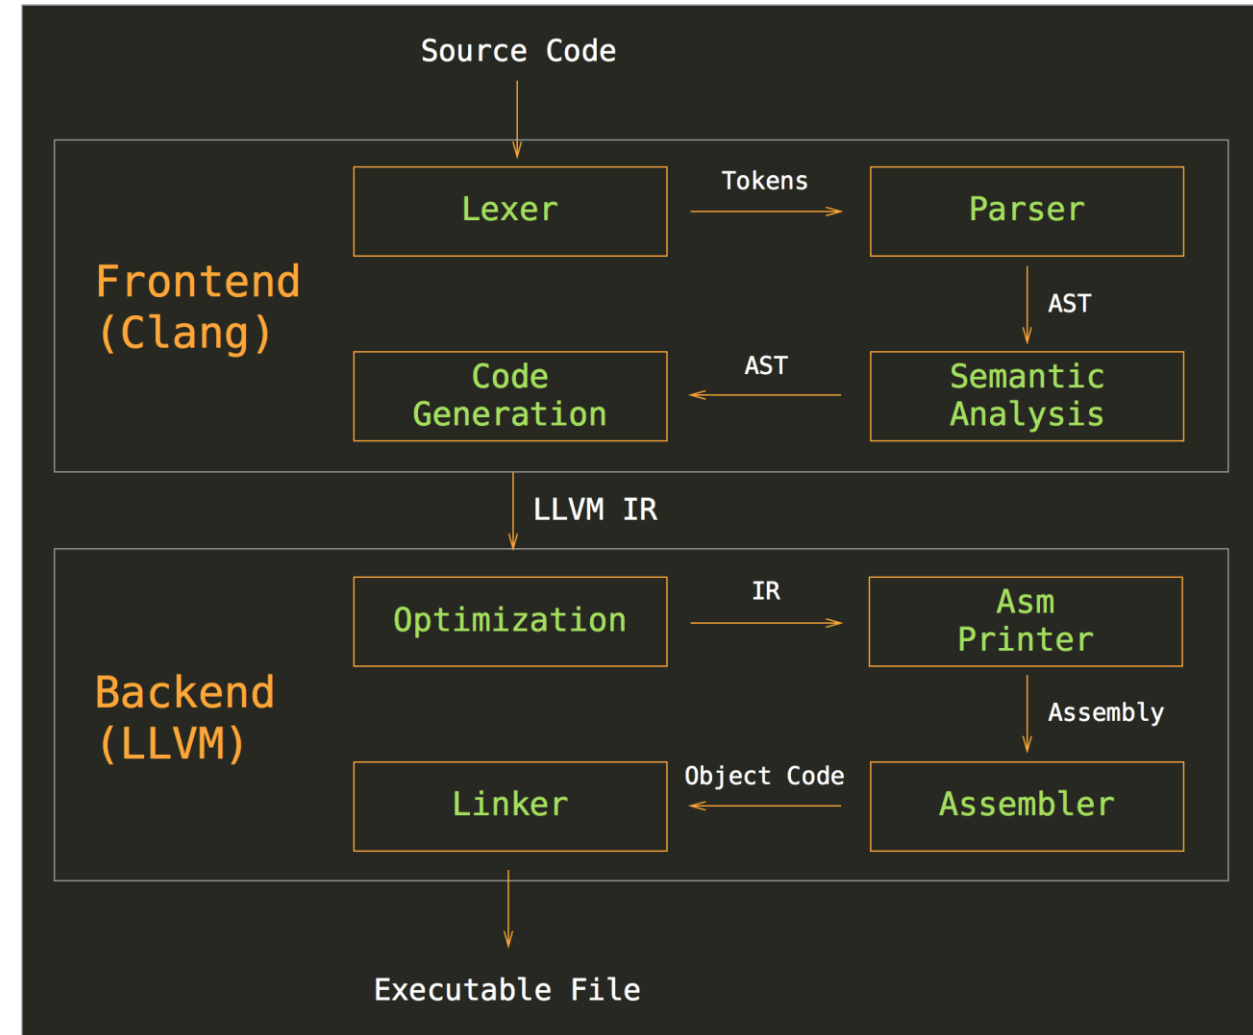 Source Code
Lexer
Tokens
Parser
Frontend
(Clang)
AST
Code
Generation
AST
Semantic
Analysis
LLVM IR
Optimization
IR
Asm
Printer
Backend
(LLVM)
Assembly
Linker
Object Code
Assembler
Executable File